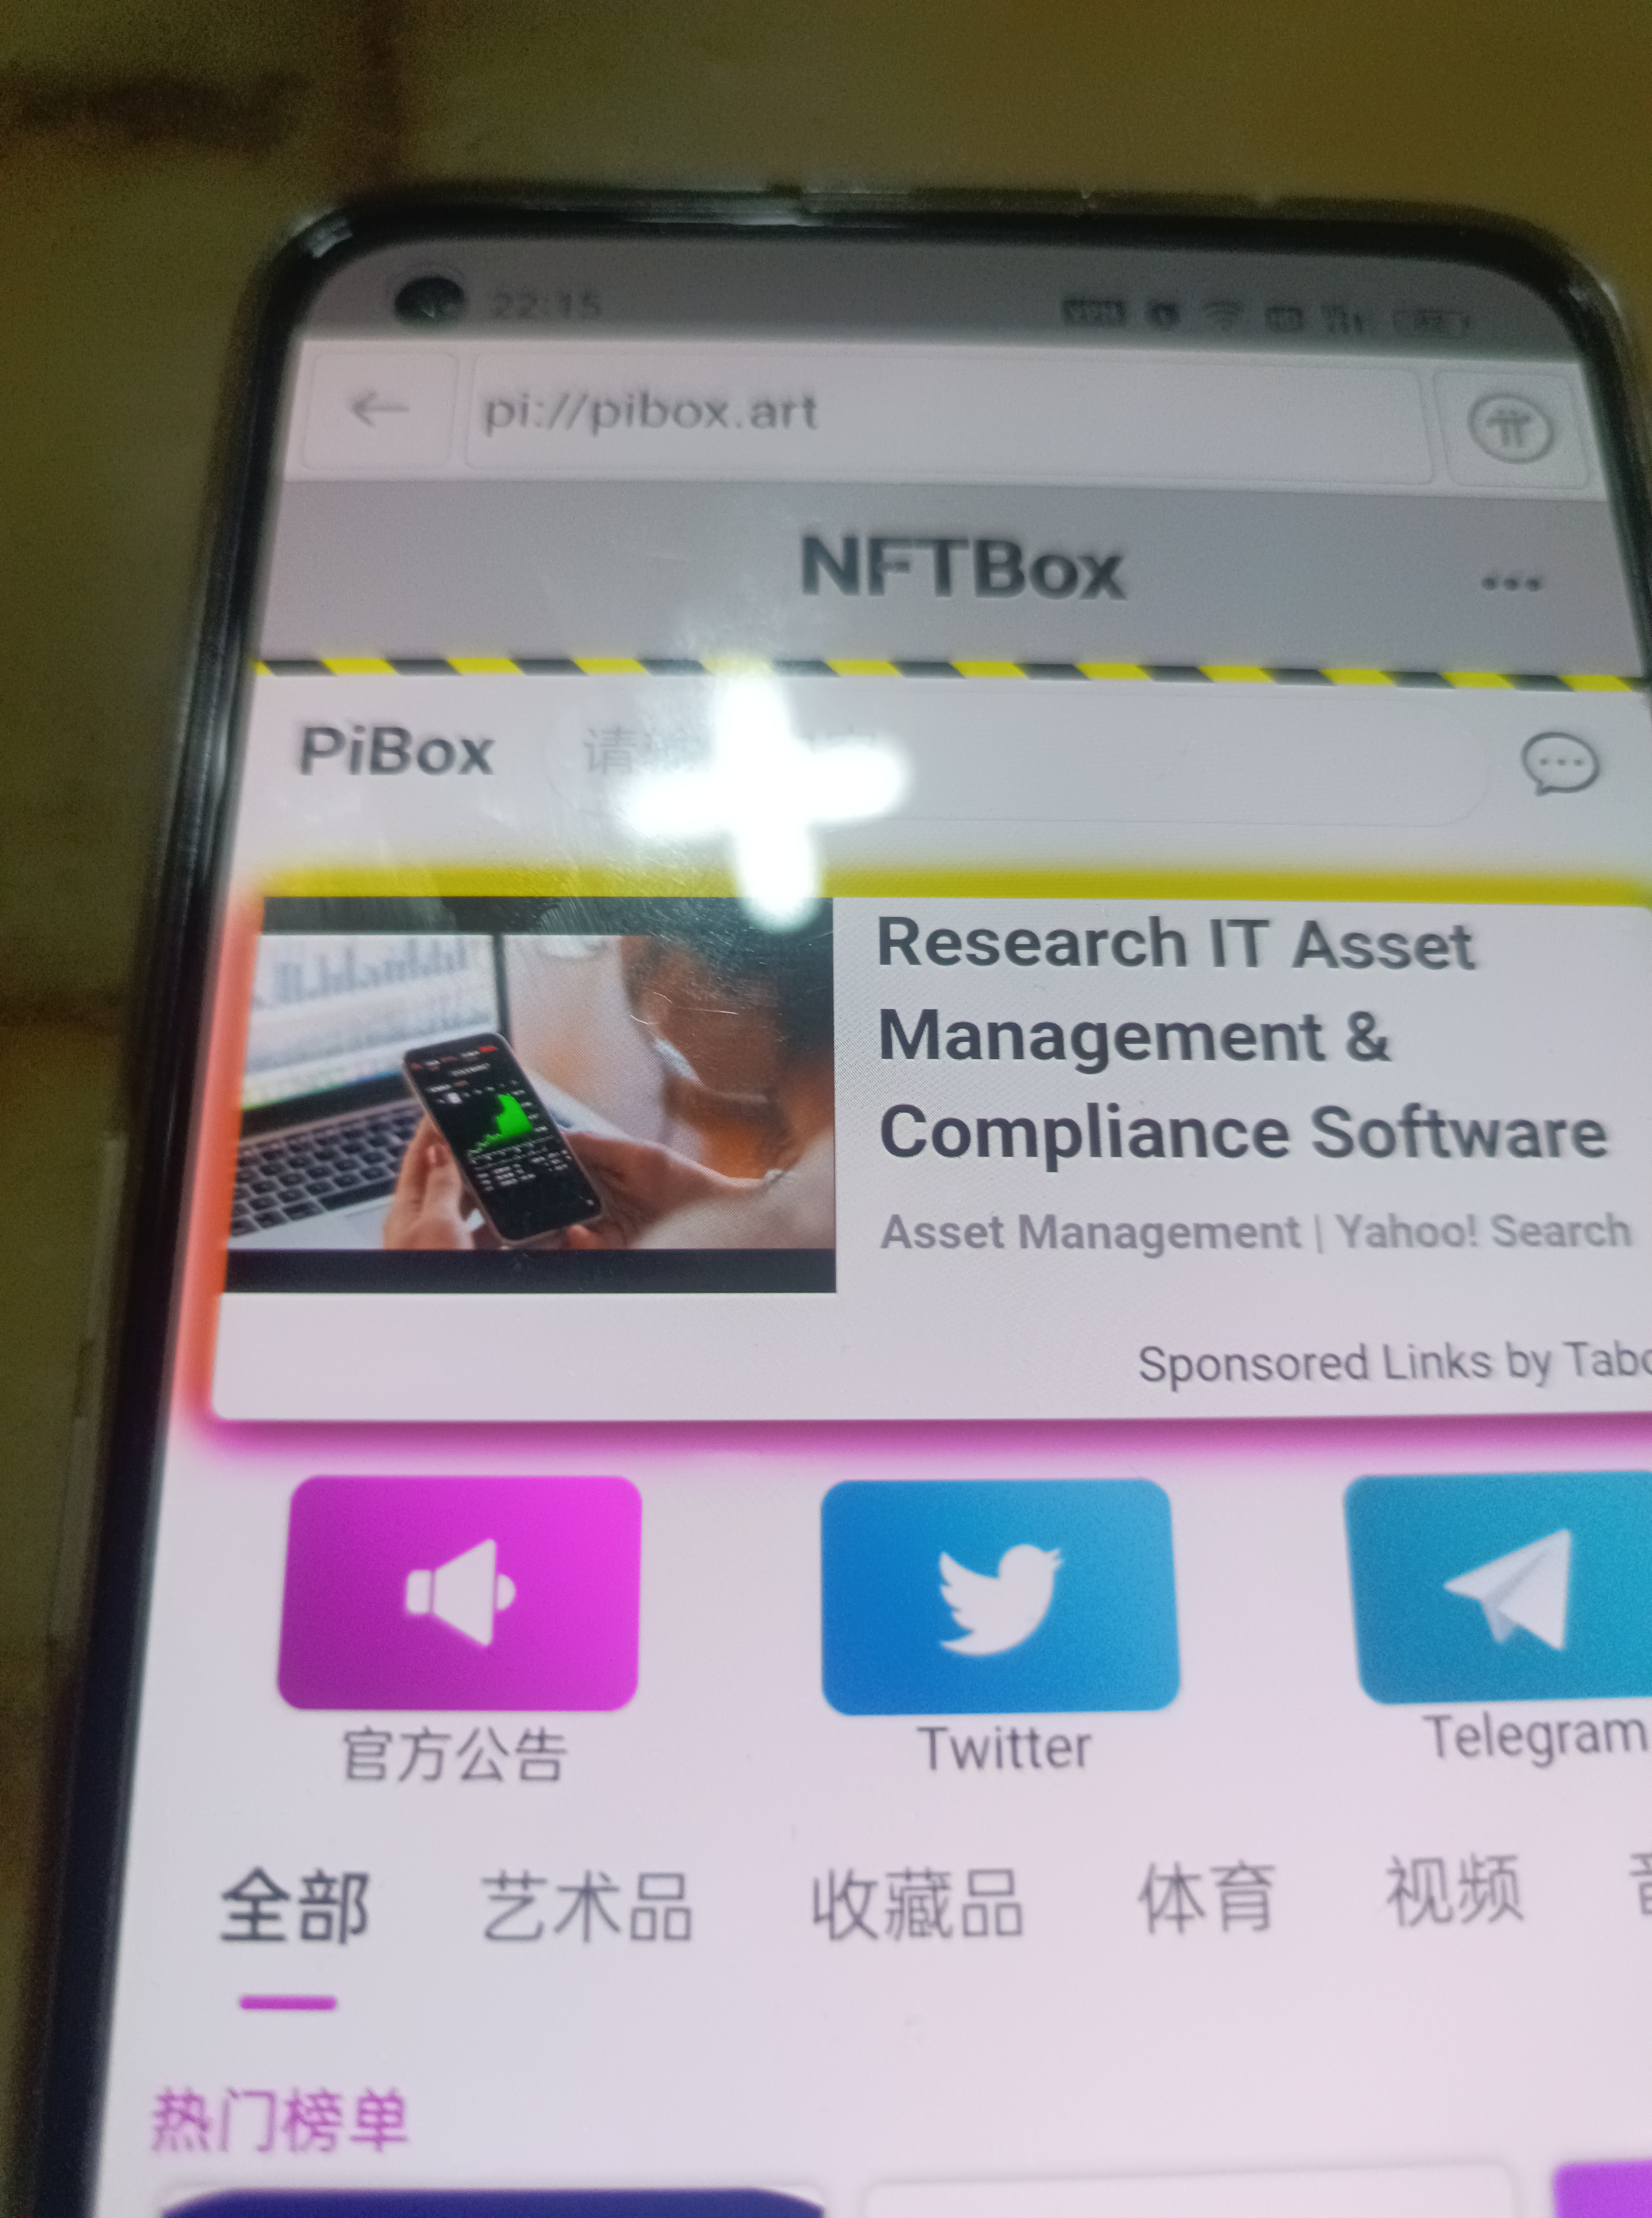 22:15
pi://pibox.art
NFTBox
PiBox
请
Research IT Asset
Management &
Compliance Software
Asset Management | Yahoo! Search
Sponsored Links by
官方公告
Twitter
Telegram
全部 艺术品 收藏品 体育 视频
热门榜单